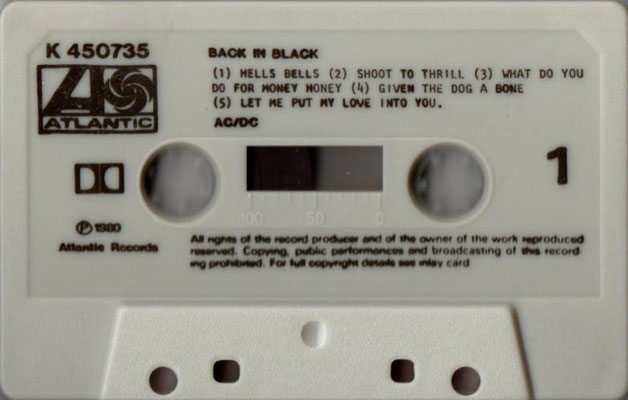 K 450735
ATLANTIC
BACK IN BLACK
(1) HELLS BELLS (2) SHOOT TO THRILL (3) WHAT DO YOU
DO FOR MONEY HONEY (4) GIVEN THE DOG A BONE
(5) LET ME PUT MY LOVE INTO YOU.
AC/DC
1
100 50 0
℗ 1980
Atlantic Records
All rights of the record producer and of the owner of the work reproduced
reserved. Copying, public performances and broadcasting of this record-
ing prohibited. For full copyright details see inlay card